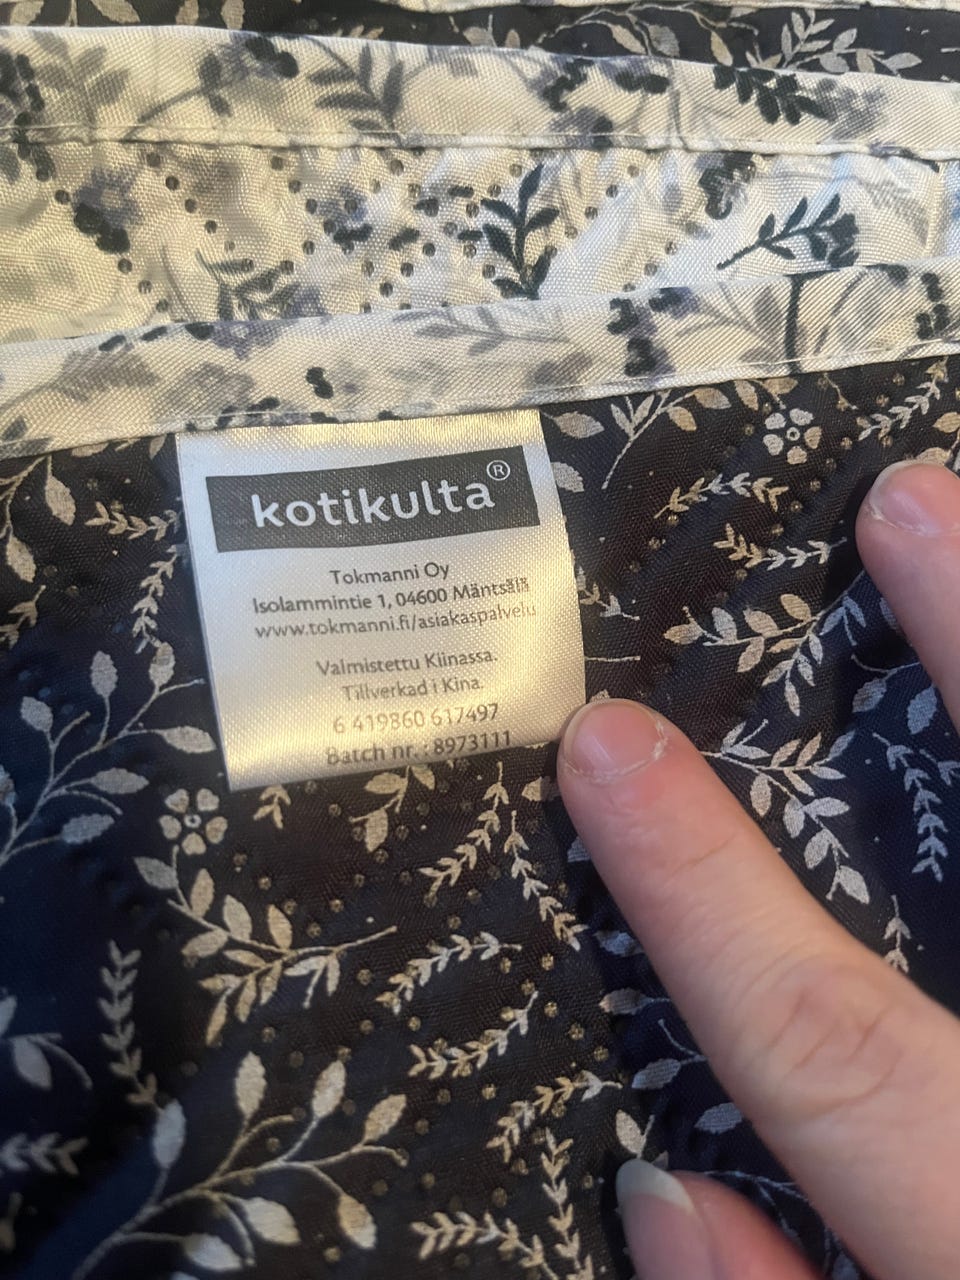 kotikulta®
Tokmanni Oy
Isolammintie 1, 04600 Mäntsälä
www.tokmanni.fi/asiakaspalvelu
Valmistettu Kiinassa.
Tillverkad i Kina.
6 419860 617497
Batch nr. : 8973111